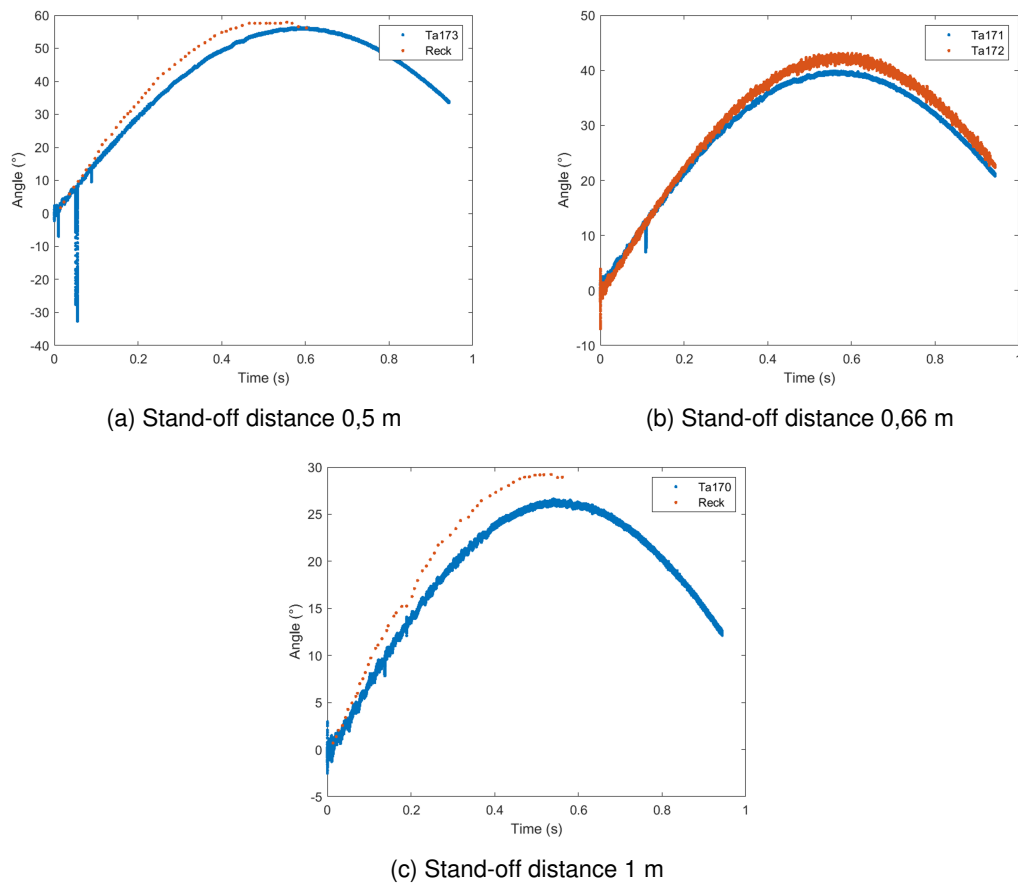 60
50
40
30
20
10
0
-10
-20
-30
-40
Angle (°)
0
0.2
0.4
0.6
0.8
1
Time (s)
Ta173
Reck
(a) Stand-off distance 0,5 m
50
40
30
20
10
0
-10
Angle (°)
0
0.2
0.4
0.6
0.8
1
Time (s)
Ta171
Ta172
(b) Stand-off distance 0,66 m
30
25
20
15
10
5
0
-5
Angle (°)
0
0.2
0.4
0.6
0.8
1
Time (s)
Ta170
Reck
(c) Stand-off distance 1 m